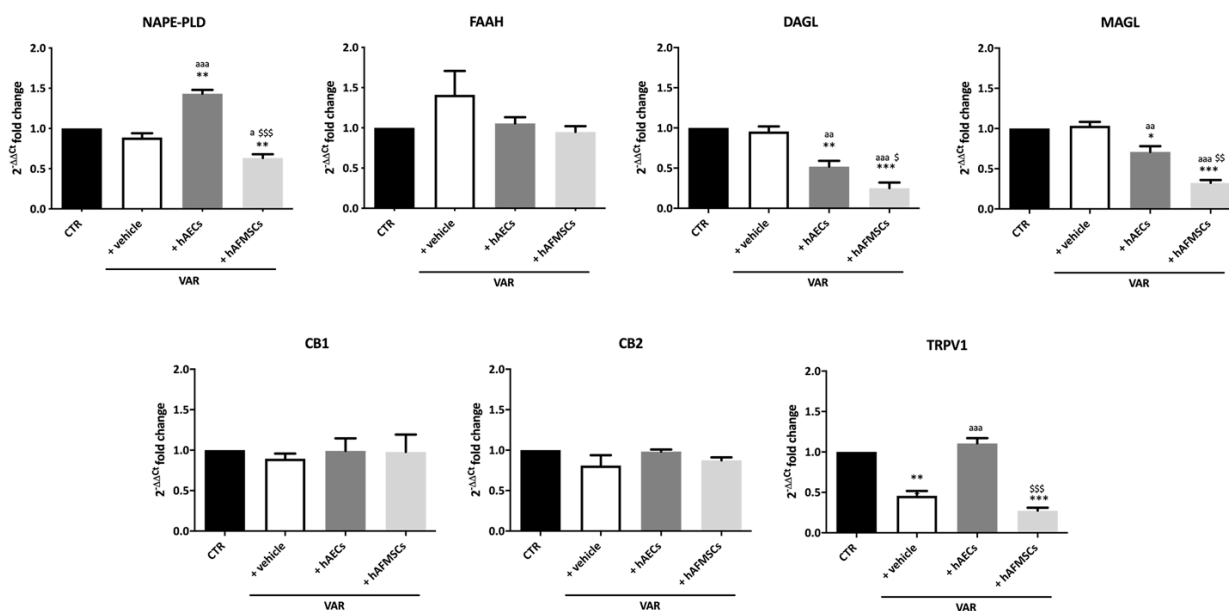 NAPE-PLD
2^-ΔΔCt fold change
2.0
1.5
1.0
0.5
0.0
aaa
**
a $$$
**
CTR
+ vehicle
+ hAECs
+ hAFMSCs
VAR
FAAH
2^-ΔΔCt fold change
2.0
1.5
1.0
0.5
0.0
CTR
+ vehicle
+ hAECs
+ hAFMSCs
VAR
DAGL
2^-ΔΔCt fold change
2.0
1.5
1.0
0.5
0.0
aa
**
aaa $
***
CTR
+ vehicle
+ hAECs
+ hAFMSCs
VAR
MAGL
2^-ΔΔCt fold change
2.0
1.5
1.0
0.5
0.0
aa
*
aaa $$
***
CTR
+ vehicle
+ hAECs
+ hAFMSCs
VAR
CB1
2^-ΔΔCt fold change
2.0
1.5
1.0
0.5
0.0
CTR
+ vehicle
+ hAECs
+ hAFMSCs
VAR
CB2
2^-ΔΔCt fold change
2.0
1.5
1.0
0.5
0.0
CTR
+ vehicle
+ hAECs
+ hAFMSCs
VAR
TRPV1
2^-ΔΔCt fold change
2.0
1.5
1.0
0.5
0.0
**
aaa
$$$
***
CTR
+ vehicle
+ hAECs
+ hAFMSCs
VAR